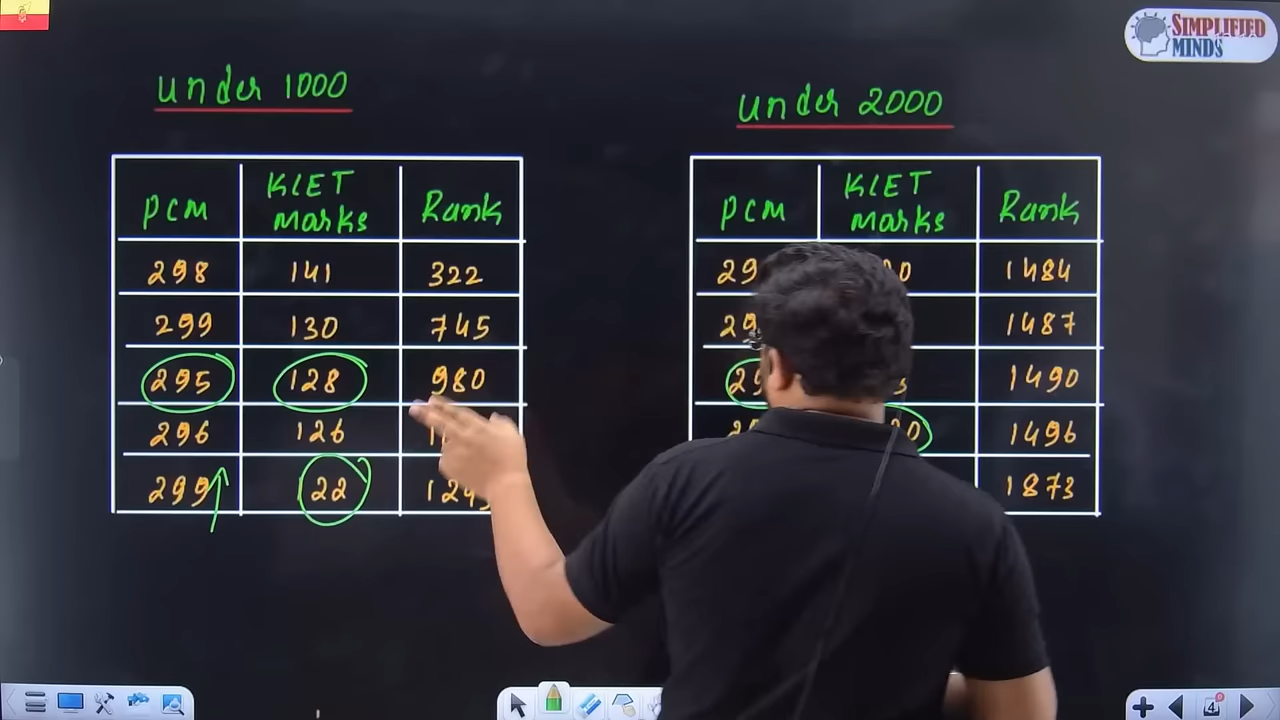 SIMPLIFIED
MINDS
under 1000
PCM KCET marks Rank
298 141 322
299 130 745
295 128 980
296 126
299 122
under 2000
PCM KCET marks Rank
1484
1487
1490
1496
1873
4